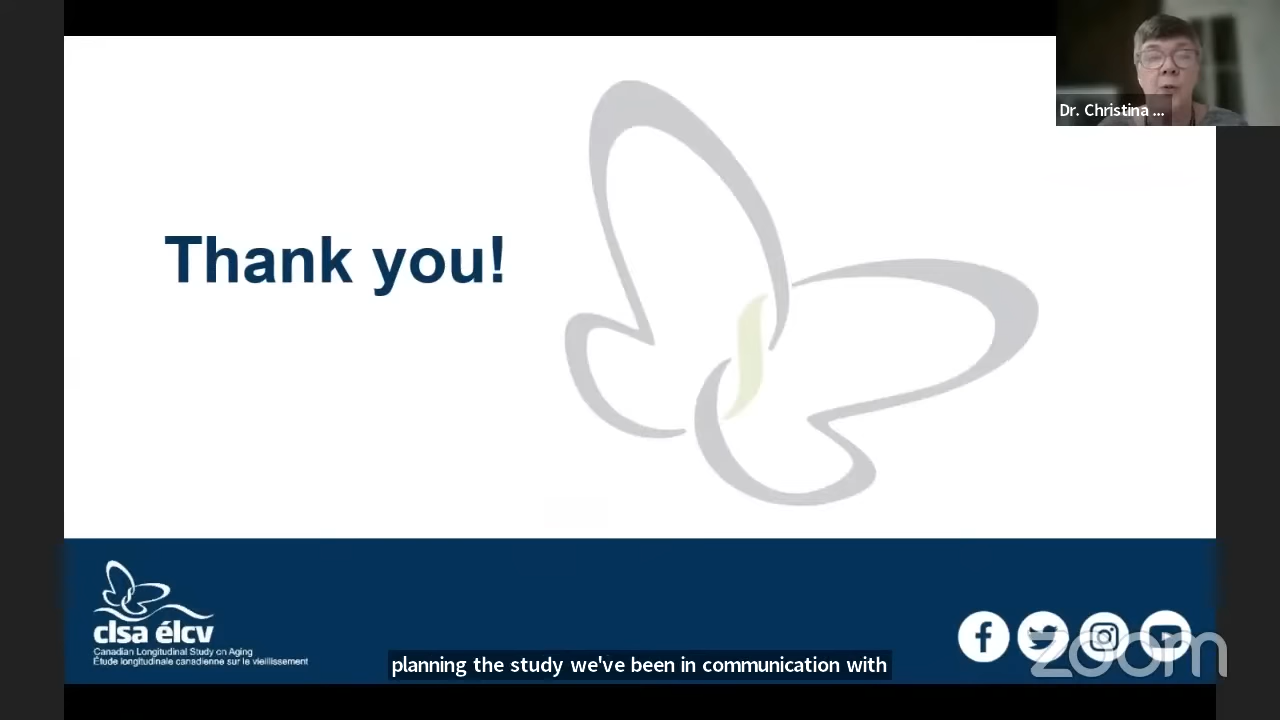 Dr. Christina ...
Thank you!
clsa élcv
Canadian Longitudinal Study on Aging
Étude longitudinale canadienne sur le vieillissement
planning the study we've been in communication with
zoom